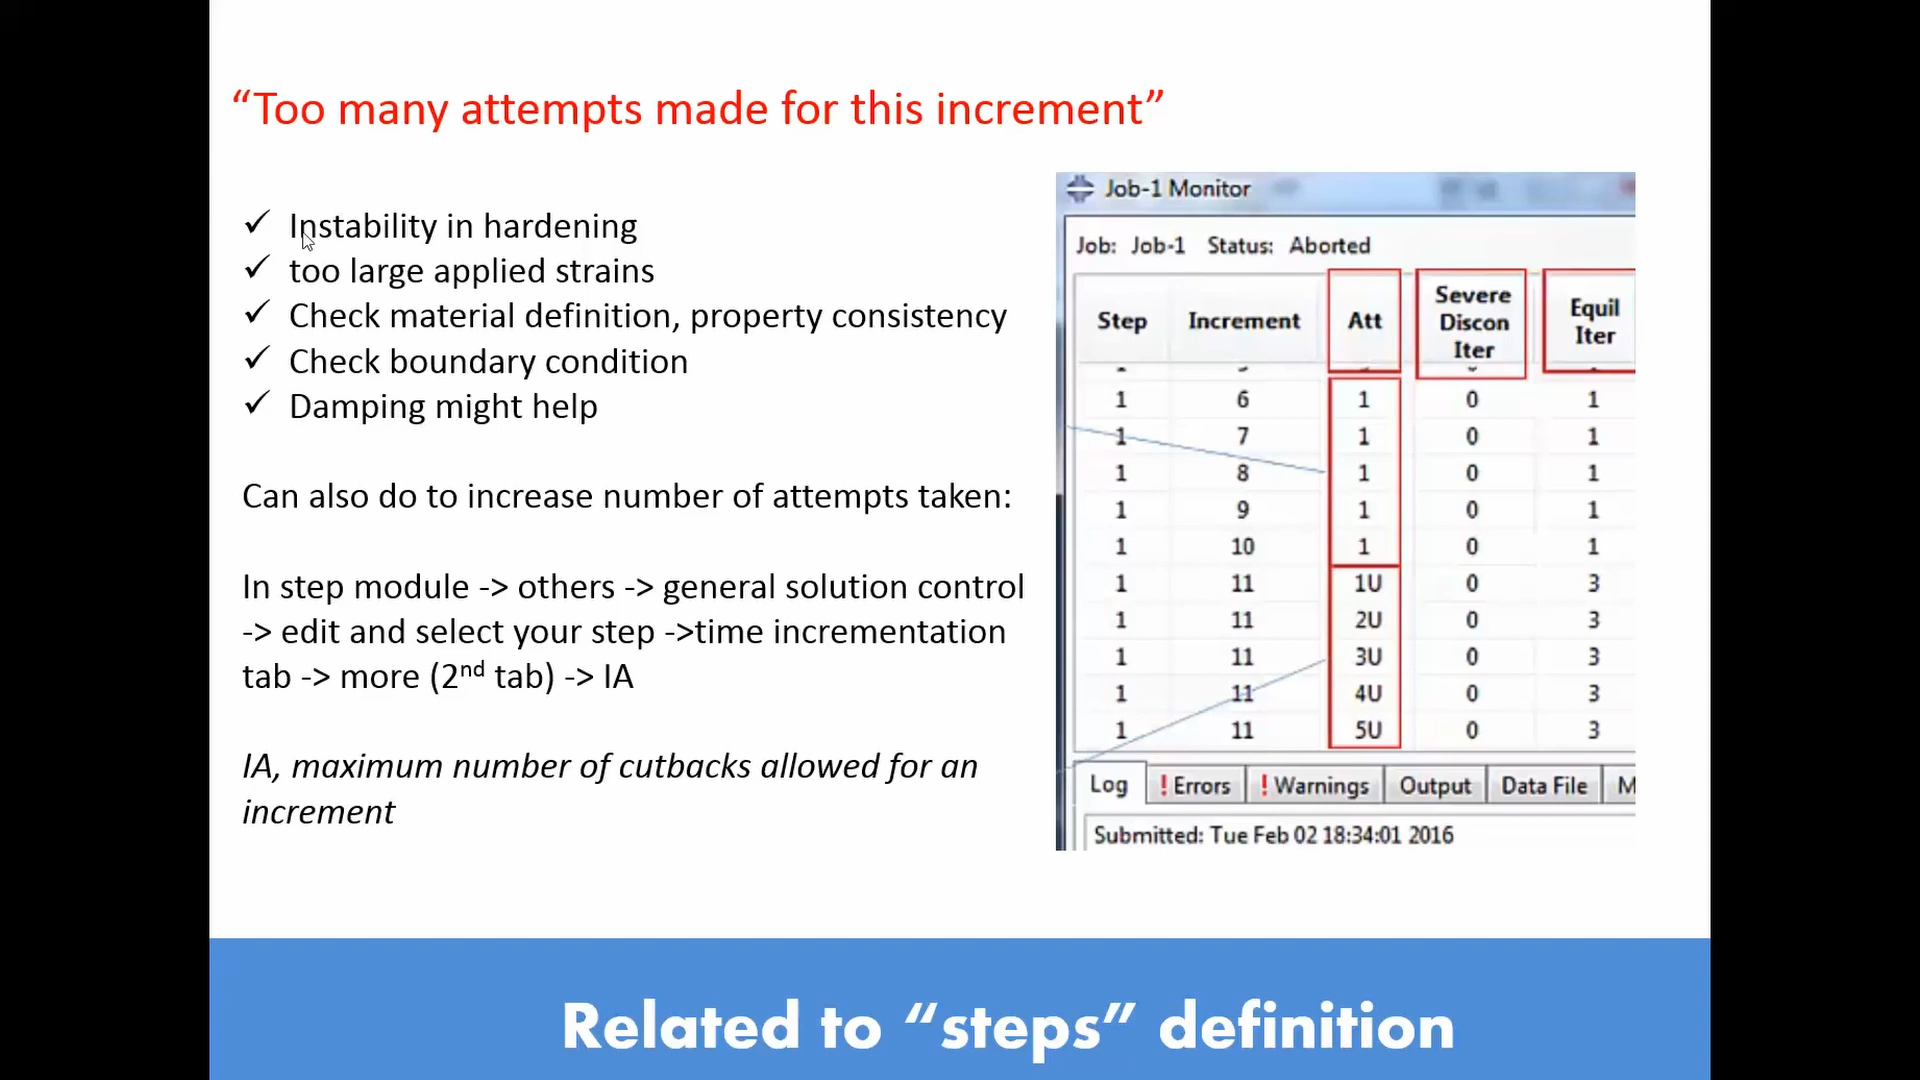 “Too many attempts made for this increment”
✓ Instability in hardening
✓ too large applied strains
✓ Check material definition, property consistency
✓ Check boundary condition
✓ Damping might help
Can also do to increase number of attempts taken:
In step module -> others -> general solution control
-> edit and select your step ->time incrementation
tab -> more (2nd tab) -> IA
IA, maximum number of cutbacks allowed for an
increment
Job-1 Monitor
Job: Job-1 Status: Aborted
Step Increment Att Severe Discon Iter Equil Iter
1 6 1 0 1
1 7 1 0 1
1 8 1 0 1
1 9 1 0 1
1 10 1 0 1
1 11 1U 0 3
1 11 2U 0 3
1 11 3U 0 3
1 11 4U 0 3
1 11 5U 0 3
Log ! Errors ! Warnings Output Data File
Submitted: Tue Feb 02 18:34:01 2016
Related to “steps” definition